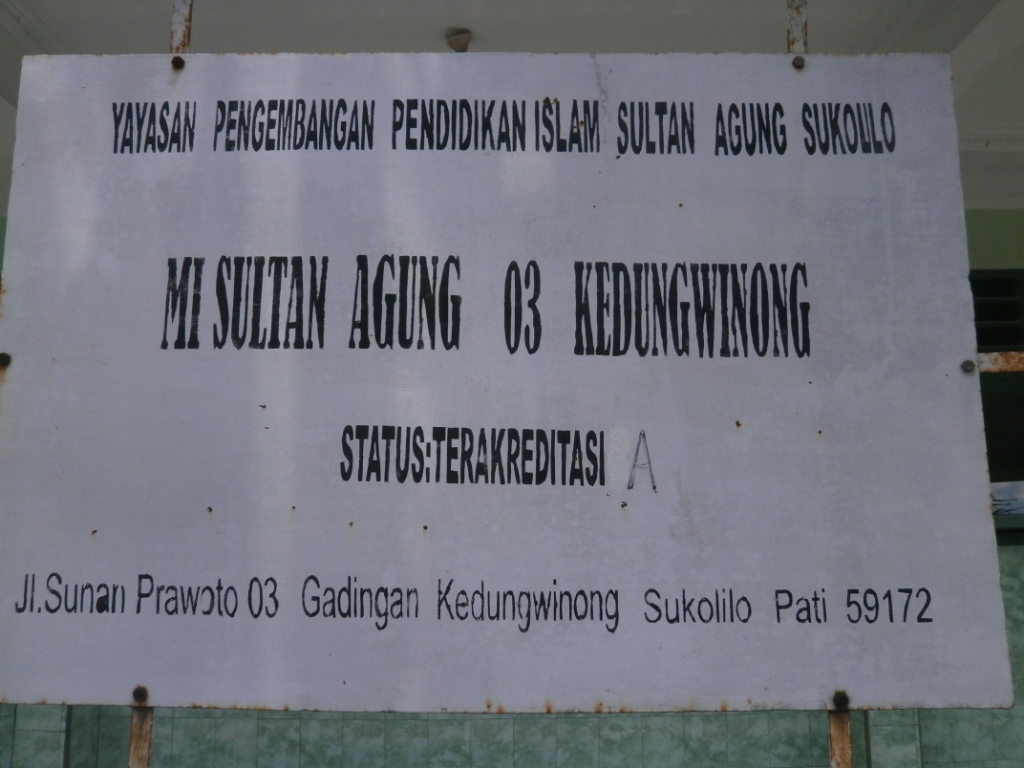 YAYASAN PENGEMBANGAN PENDIDIKAN ISLAM SULTAN AGUNG SUKOLILO
MI SULTAN AGUNG 03 KEDUNGWINONG
STATUS:TERAKREDITASI A
Jl.Sunan Prawoto 03 Gadingan Kedungwinong Sukolilo Pati 59172